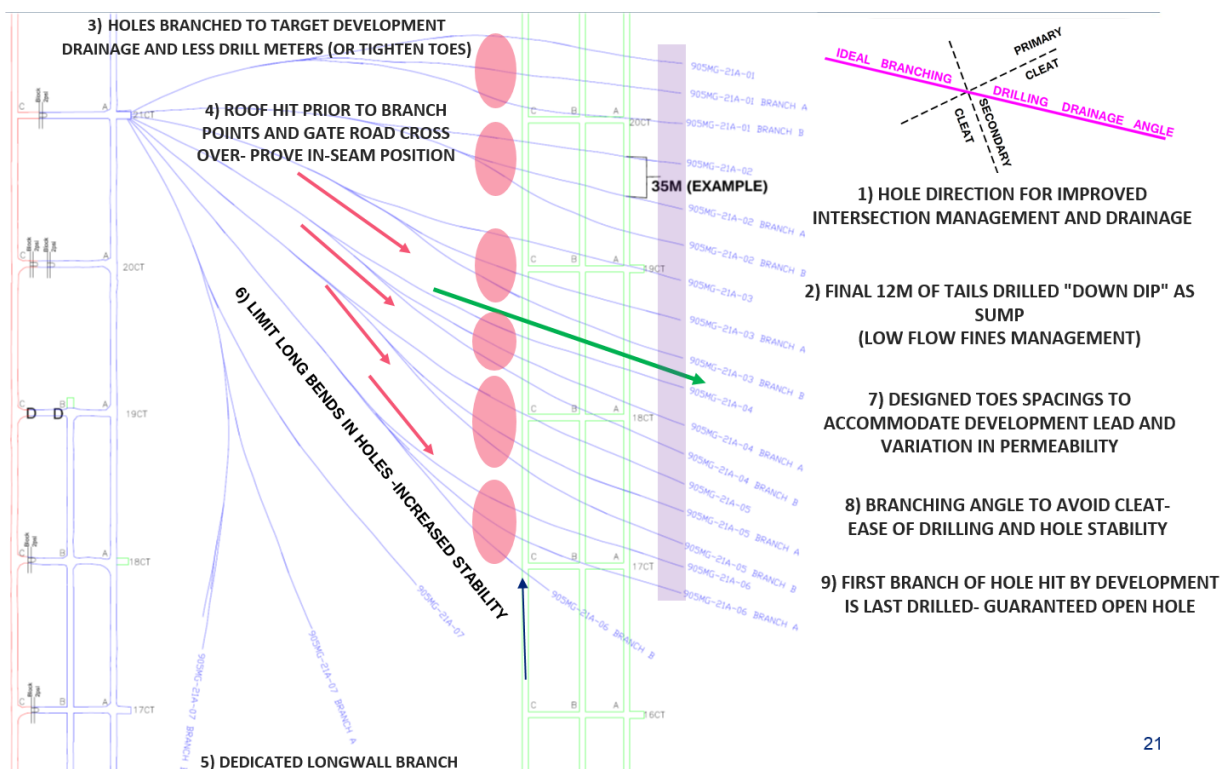 3) HOLES BRANCHED TO TARGET DEVELOPMENT
DRAINAGE AND LESS DRILL METERS (OR TIGHTEN TOES)
4) ROOF HIT PRIOR TO BRANCH
POINTS AND GATE ROAD CROSS
OVER- PROVE IN-SEAM POSITION
6) LIMIT LONG BENDS IN HOLES -INCREASED STABILITY
5) DEDICATED LONGWALL BRANCH
35M (EXAMPLE)
C
A
21CT
C
B
A
20CT
C
B
A
19CT
D D
C
B
A
18CT
C
B
A
17CT
C
B
A
20CT
C
B
A
19CT
C
B
A
18CT
C
B
A
17CT
C
B
A
16CT
905MG-21A-01
905MG-21A-01 BRANCH A
905MG-21A-01 BRANCH B
905MG-21A-02
905MG-21A-02 BRANCH A
905MG-21A-02 BRANCH B
905MG-21A-03
905MG-21A-03 BRANCH A
905MG-21A-03 BRANCH B
905MG-21A-04
905MG-21A-04 BRANCH A
905MG-21A-04 BRANCH B
905MG-21A-05
905MG-21A-05 BRANCH A
905MG-21A-05 BRANCH B
905MG-21A-06
905MG-21A-06 BRANCH A
905MG-21A-06 BRANCH B
905MG-21A-07
905MG-21A-07 BRANCH A
905MG-21A-07 BRANCH
IDEAL BRANCHING DRILLING DRAINAGE ANGLE
PRIMARY
CLEAT
SECONDARY
CLEAT
1) HOLE DIRECTION FOR IMPROVED
INTERSECTION MANAGEMENT AND DRAINAGE
2) FINAL 12M OF TAILS DRILLED "DOWN DIP" AS
SUMP
(LOW FLOW FINES MANAGEMENT)
7) DESIGNED TOES SPACINGS TO
ACCOMMODATE DEVELOPMENT LEAD AND
VARIATION IN PERMEABILITY
8) BRANCHING ANGLE TO AVOID CLEAT-
EASE OF DRILLING AND HOLE STABILITY
9) FIRST BRANCH OF HOLE HIT BY DEVELOPMENT
IS LAST DRILLED- GUARANTEED OPEN HOLE
21